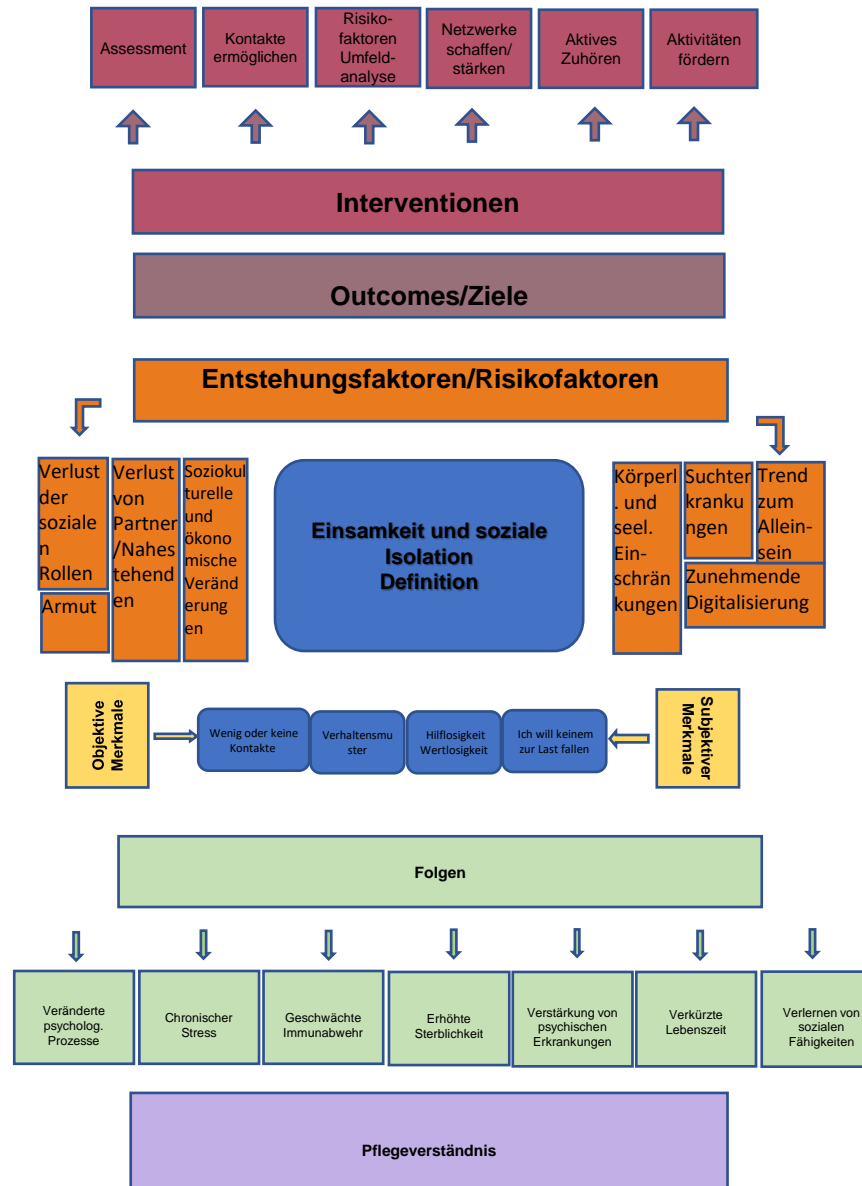 Assessment
Kontakte
ermöglichen
Risiko-
faktoren
Umfeld-
analyse
Netzwerke
schaffen/
stärken
Aktives
Zuhören
Aktivitäten
fördern
Interventionen
Outcomes/Ziele
Entstehungsfaktoren/Risikofaktoren
Verlust
der
soziale
n
Rollen
Armut
Verlust
von
Partner
/Nahes
tehend
en
Soziokul
turelle
und
ökono
mische
Veränd
erung
en
Einsamkeit und soziale
Isolation
Definition
Körperl
. und
seel.
Ein-
schrän
kungen
Suchter
kranku
ngen
Trend
zum
Allein-
sein
Zunehmende
Digitalisierung
Objektive
Merkmale
Wenig oder keine
Kontakte
Verhaltensmu
ster
Hilflosigkeit
Wertlosigkeit
Ich will keinem
zur Last fallen
Subjektiver
Merkmale
Folgen
Veränderte
psycholog.
Prozesse
Chronischer
Stress
Geschwächte
Immunabwehr
Erhöhte
Sterblichkeit
Verstärkung von
psychischen
Erkrankungen
Verkürzte
Lebenszeit
Verlernen von
sozialen
Fähigkeiten
Pflegeverständnis